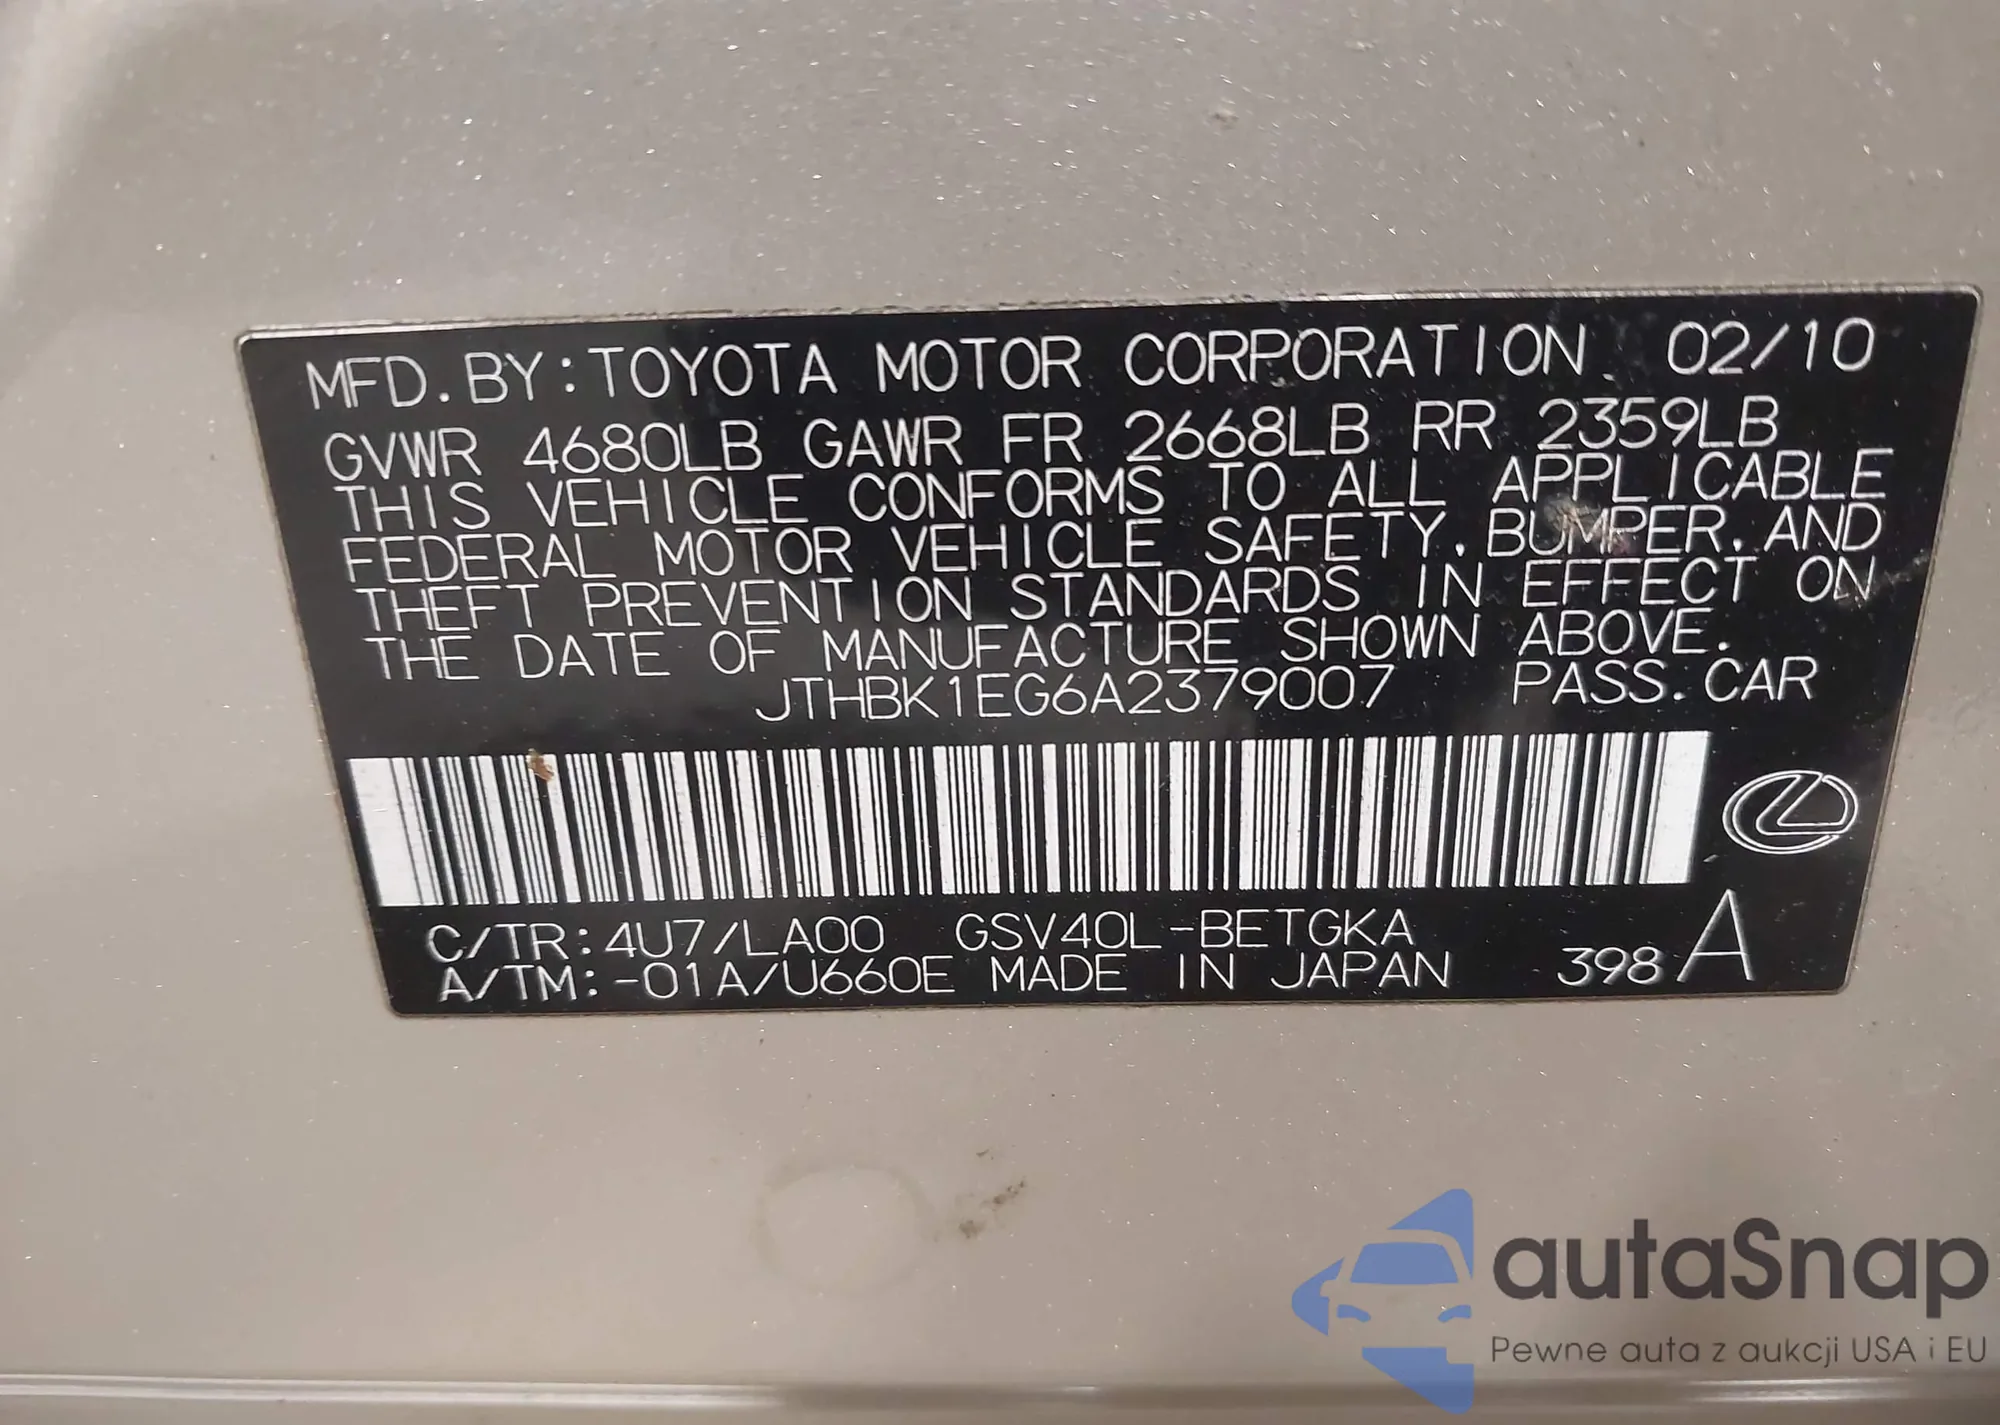 MFD. BY: TOYOTA MOTOR CORPORATION 02/10
GVWR 4680LB GAWR FR 2668LB RR 2359LB
THIS VEHICLE CONFORMS TO ALL APPLICABLE
FEDERAL MOTOR VEHICLE SAFETY, BUMPER, AND
THEFT PREVENTION STANDARDS IN EFFECT ON
THE DATE OF MANUFACTURE SHOWN ABOVE.
JTHBK1EG6A2379007 PASS. CAR
C/TR: 4U7/LA00 GSV40L-BETGKA
A/TM: -01A/U660E MADE IN JAPAN 398 A
autaSnap
Pewne auta z aukcji USA i EU